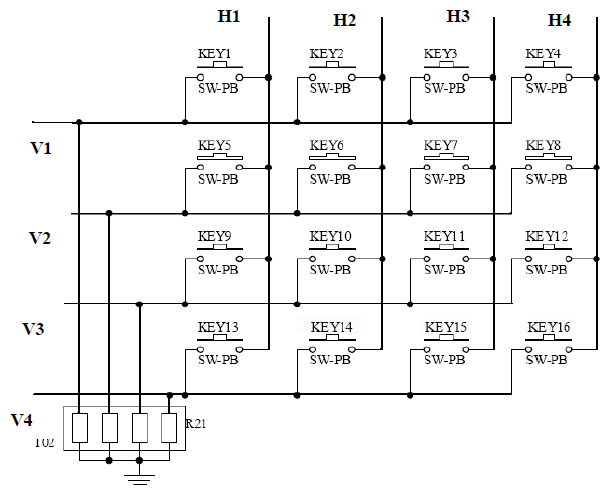 H1 H2 H3 H4
KEY1 KEY2 KEY3 KEY4
SW-PB SW-PB SW-PB SW-PB
V1
KEY5 KEY6 KEY7 KEY8
SW-PB SW-PB SW-PB SW-PB
V2
KEY9 KEY10 KEY11 KEY12
SW-PB SW-PB SW-PB SW-PB
V3
KEY13 KEY14 KEY15 KEY16
SW-PB SW-PB SW-PB SW-PB
V4
R21